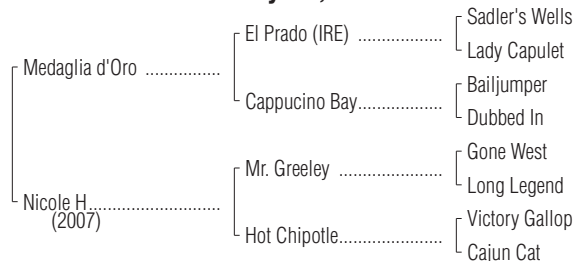 Sadler's Wells
El Prado (IRE) ..................
Lady Capulet
Medaglia d'Oro ................
Bailjumper
Cappucino Bay...................
Dubbed In
Gone West
Mr. Greeley ......................
Long Legend
Nicole H............................
(2007)
Victory Gallop
Hot Chipotle.......................
Cajun Cat